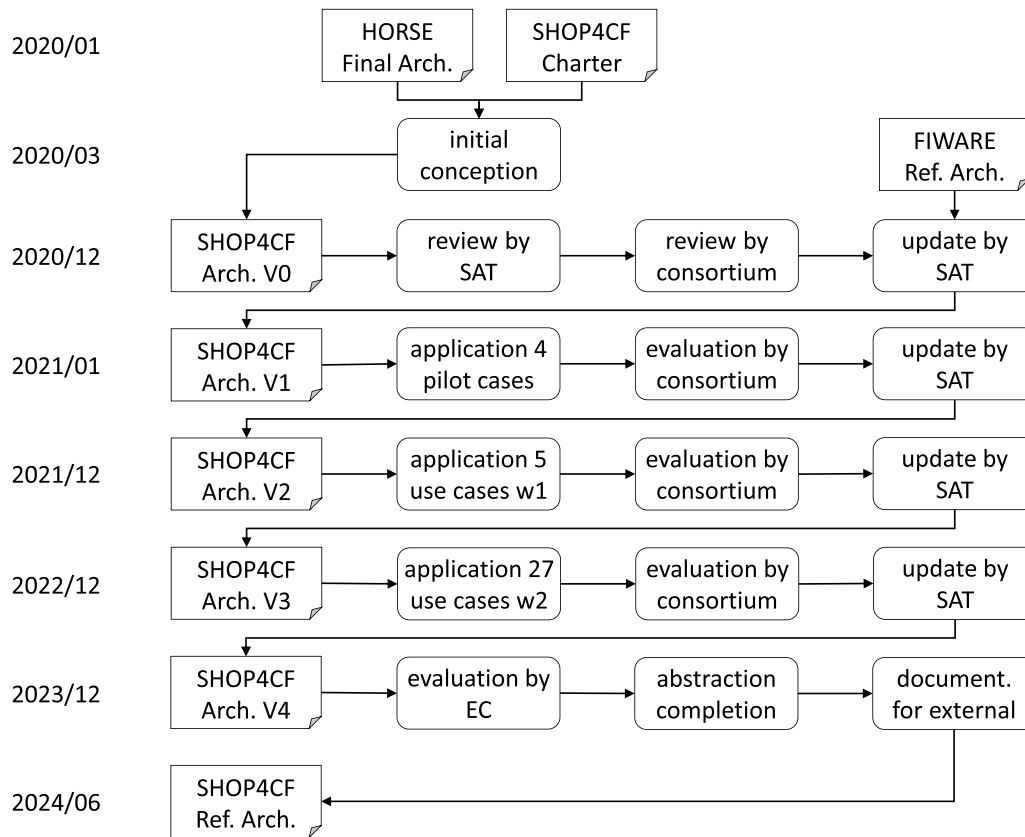 2020/01
HORSE
Final Arch.
SHOP4CF
Charter
2020/03
initial
conception
FIWARE
Ref. Arch.
2020/12
SHOP4CF
Arch. V0
review by
SAT
review by
consortium
update by
SAT
2021/01
SHOP4CF
Arch. V1
application 4
pilot cases
evaluation by
consortium
update by
SAT
2021/12
SHOP4CF
Arch. V2
application 5
use cases w1
evaluation by
consortium
update by
SAT
2022/12
SHOP4CF
Arch. V3
application 27
use cases w2
evaluation by
consortium
update by
SAT
2023/12
SHOP4CF
Arch. V4
evaluation by
EC
abstraction
completion
document.
for external
2024/06
SHOP4CF
Ref. Arch.